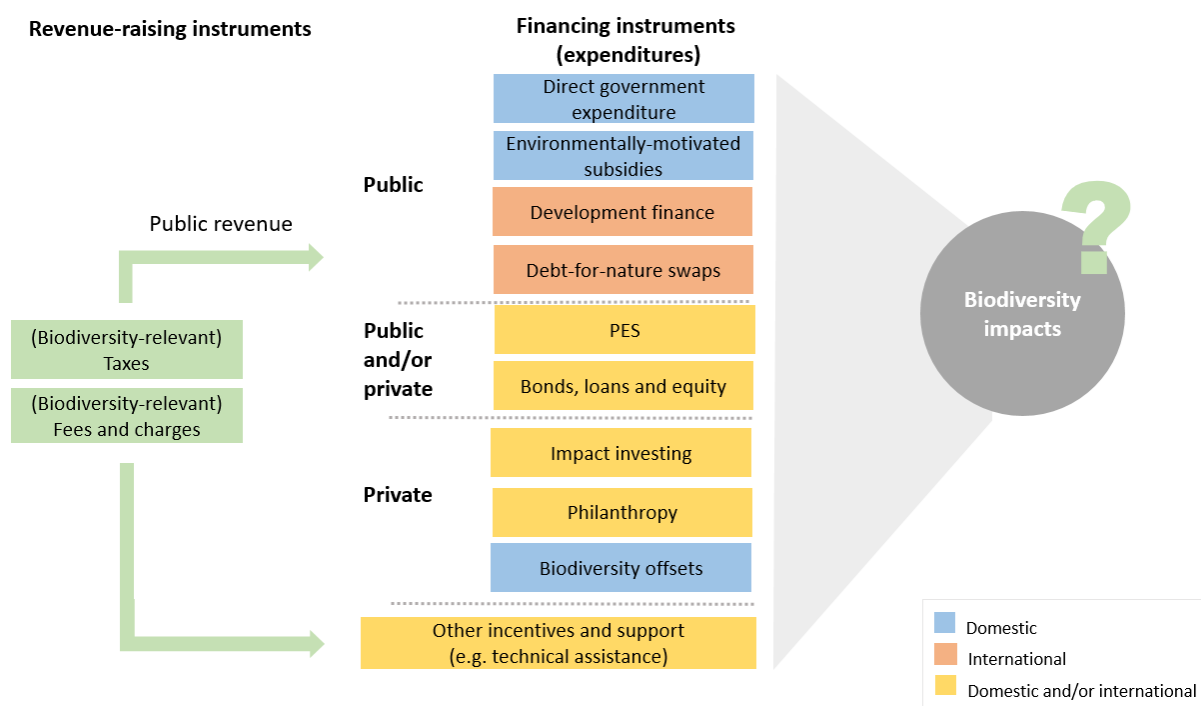 Revenue-raising instruments
Financing instruments
(expenditures)
Direct government
expenditure
Environmentally-motivated
subsidies
Public
Development finance
Public revenue
Debt-for-nature swaps
(Biodiversity-relevant)
Taxes
(Biodiversity-relevant)
Fees and charges
Public
and/or
private
PES
Bonds, loans and equity
Impact investing
Private
Philanthropy
Biodiversity offsets
Other incentives and support
(e.g. technical assistance)
?
Biodiversity
impacts
Domestic
International
Domestic and/or international